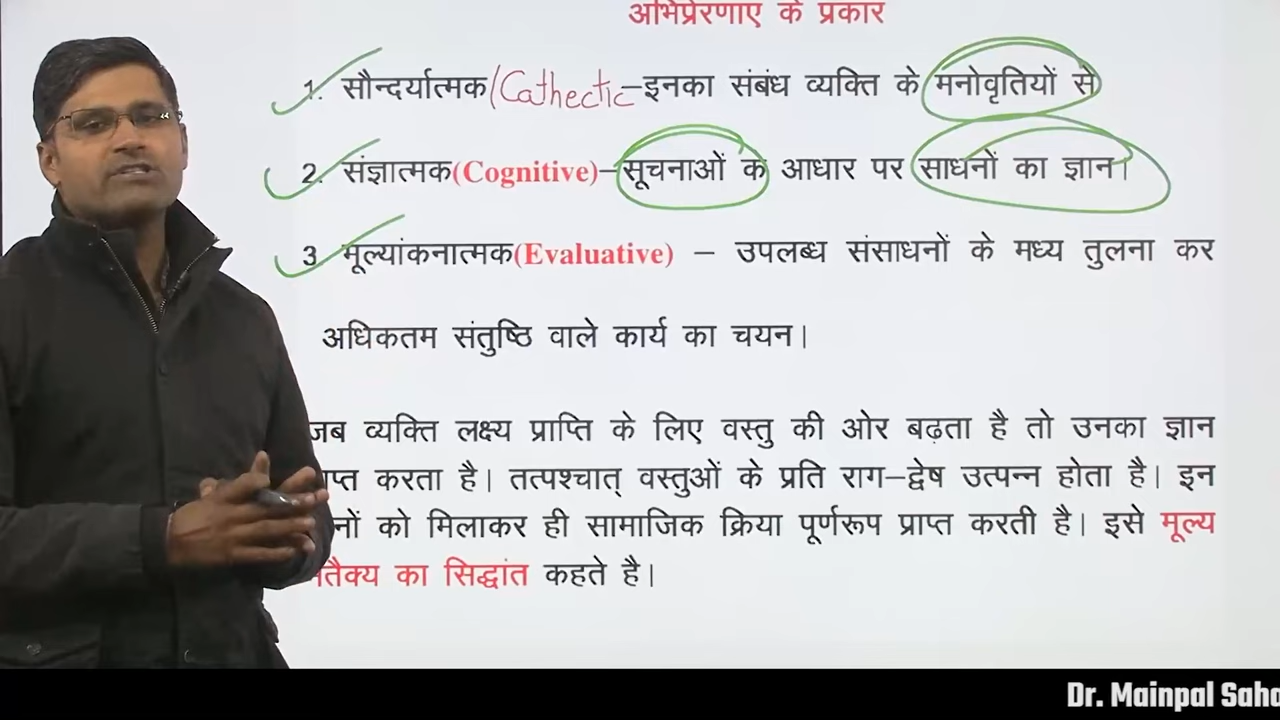 अभिप्रेरणाए के प्रकार
1. सौन्दर्यात्मक/Cathectic–इनका संबंध व्यक्ति के मनोवृतियों से
2. संज्ञात्मक(Cognitive)–सूचनाओं के आधार पर साधनों का ज्ञान।
3 मूल्यांकनात्मक(Evaluative) – उपलब्ध संसाधनों के मध्य तुलना कर
अधिकतम संतुष्ठि वाले कार्य का चयन।
जब व्यक्ति लक्ष्य प्राप्ति के लिए वस्तु की ओर बढ़ता है तो उनका ज्ञान
करता है। तत्पश्चात् वस्तुओं के प्रति राग–द्वेष उत्पन्न होता है। इन
को मिलाकर ही सामाजिक क्रिया पूर्णरूप प्राप्त करती है। इसे मूल्य
का सिद्धांत कहते है।
Dr. Mainpal